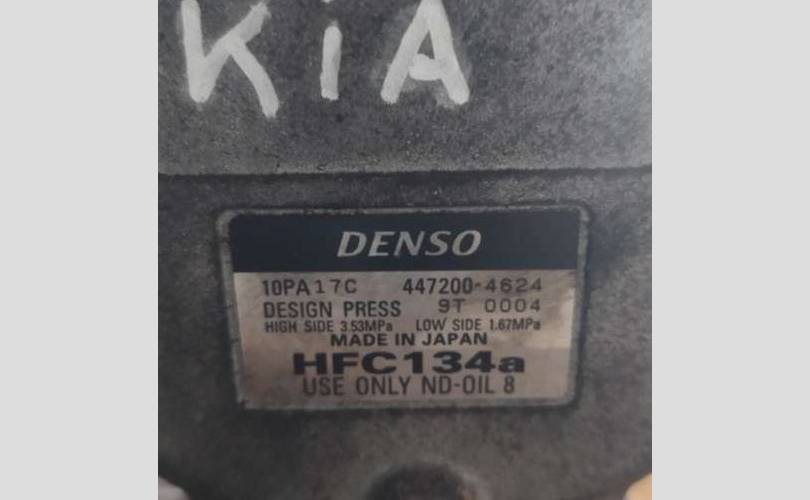 KiA
DENSO
10PA17C 447200-4624
DESIGN PRESS 9T 0004
HIGH SIDE 3.53MPa LOW SIDE 1.67MPa
MADE IN JAPAN
HFC134a
USE ONLY ND-OIL 8